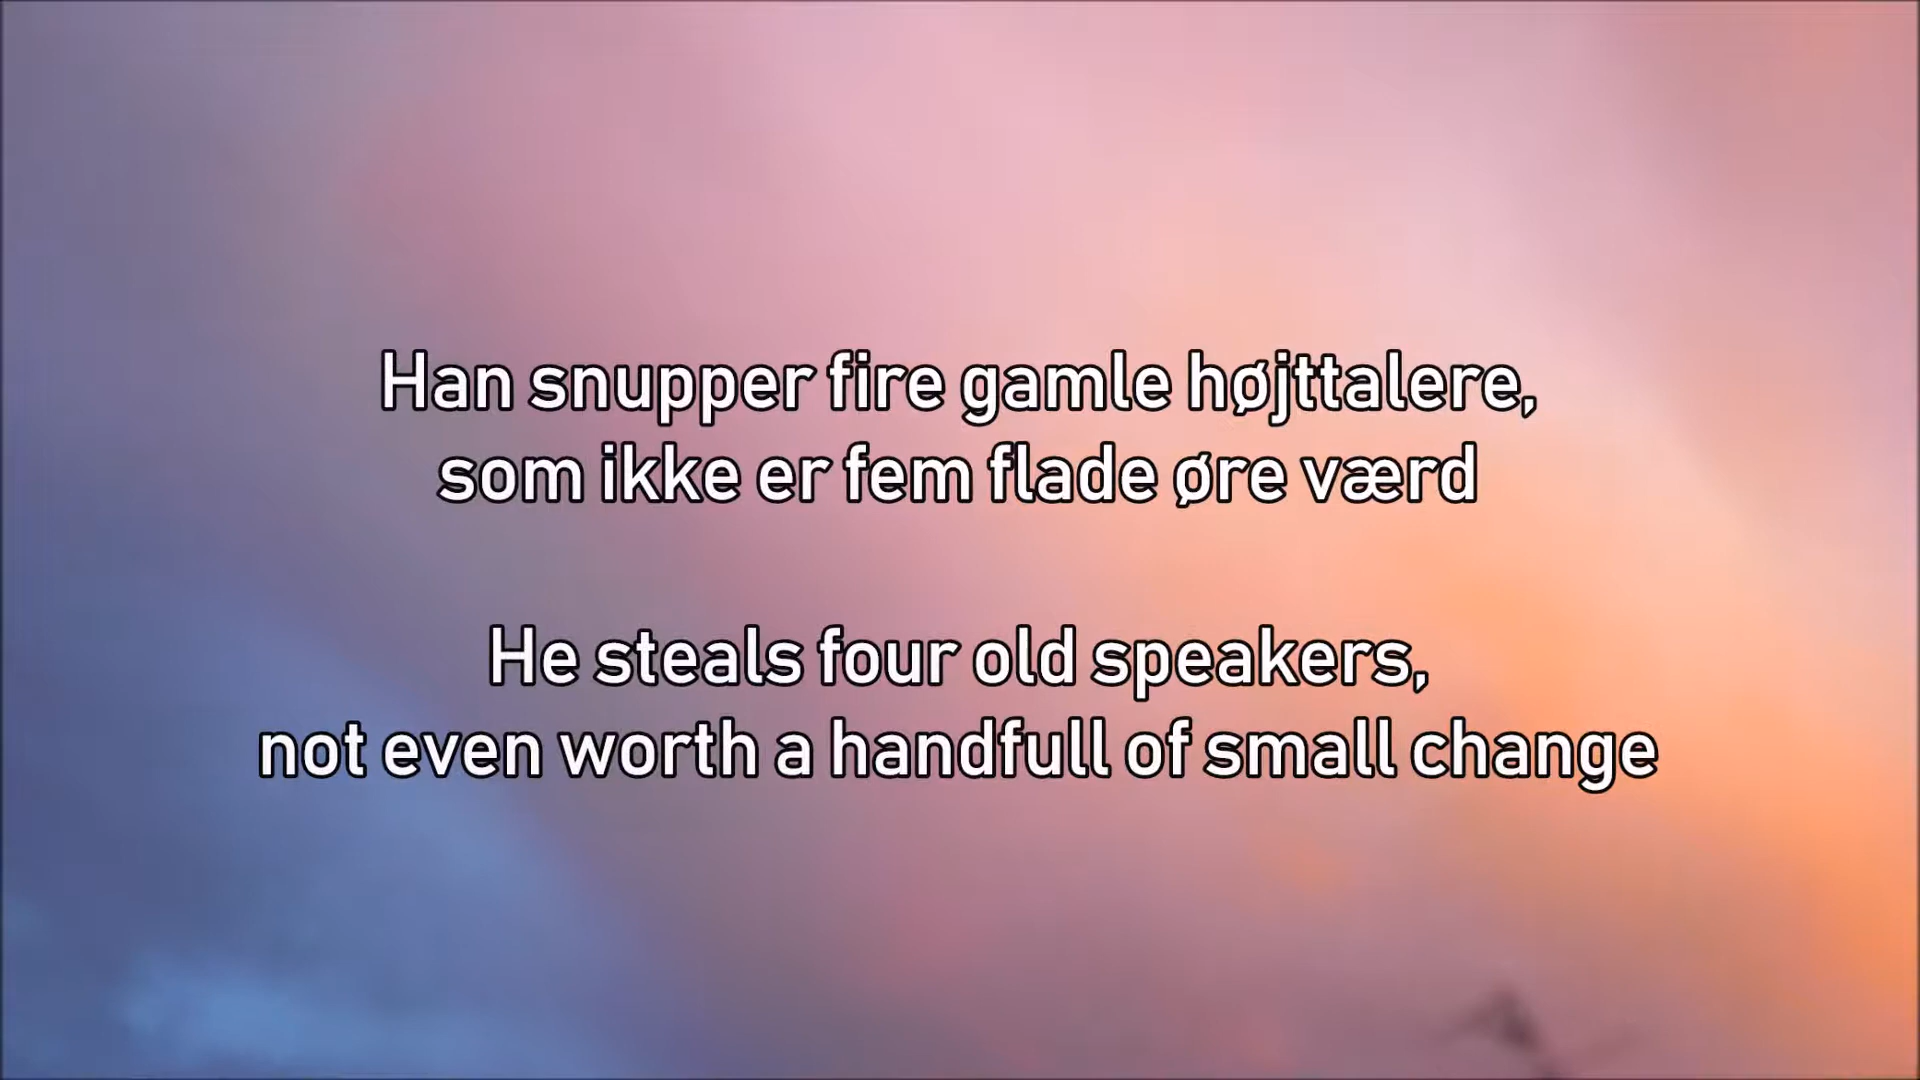 Han snupper fire gamle højttalere,
som ikke er fem flade øre værd
He steals four old speakers,
not even worth a handfull of small change